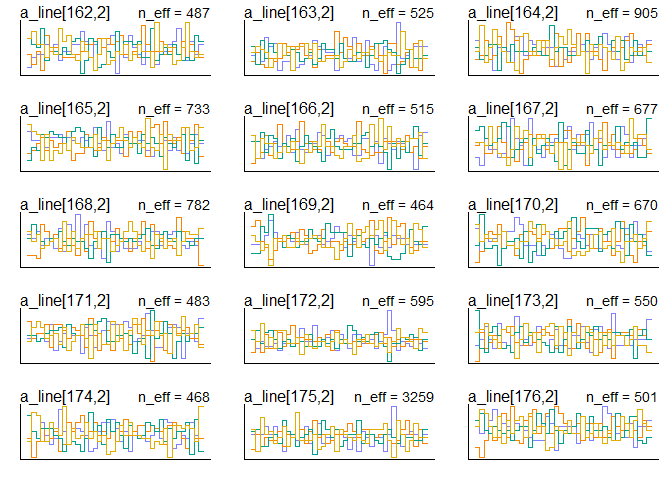 a_line[162,2] n_eff = 487
a_line[163,2] n_eff = 525
a_line[164,2] n_eff = 905
a_line[165,2] n_eff = 733
a_line[166,2] n_eff = 515
a_line[167,2] n_eff = 677
a_line[168,2] n_eff = 782
a_line[169,2] n_eff = 464
a_line[170,2] n_eff = 670
a_line[171,2] n_eff = 483
a_line[172,2] n_eff = 595
a_line[173,2] n_eff = 550
a_line[174,2] n_eff = 468
a_line[175,2] n_eff = 3259
a_line[176,2] n_eff = 501